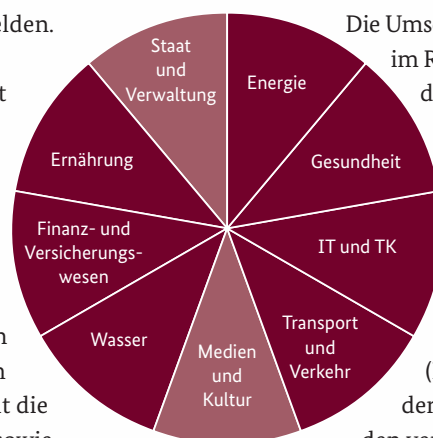 elden.
t
n
n
t die
sowie
Staat
und
Verwaltung
Energie
Gesundheit
IT und TK
Transport
und
Verkehr
Medien
und
Kultur
Wasser
Finanz- und
Versicherungs-
wesen
Ernährung
Die Ums
im R
d
(
der